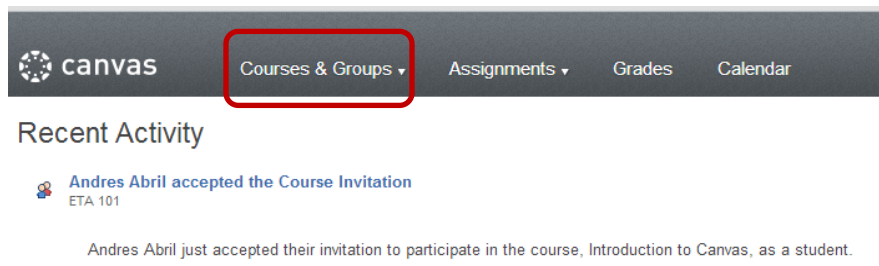 canvas Courses & Groups ▾ Assignments ▾ Grades Calendar
Recent Activity
Andres Abril accepted the Course Invitation
ETA 101
Andres Abril just accepted their invitation to participate in the course, Introduction to Canvas, as a student.